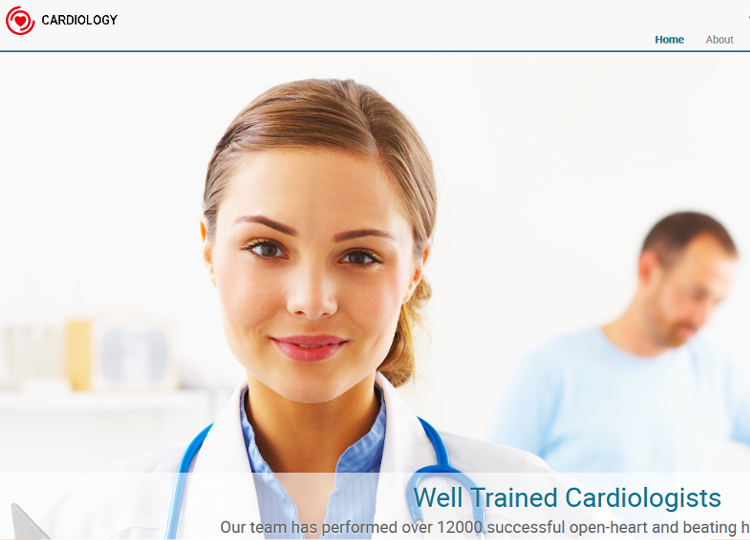 CARDIOLOGY
Home About
Well Trained Cardiologists
Our team has performed over 12000 successful open-heart and beating h